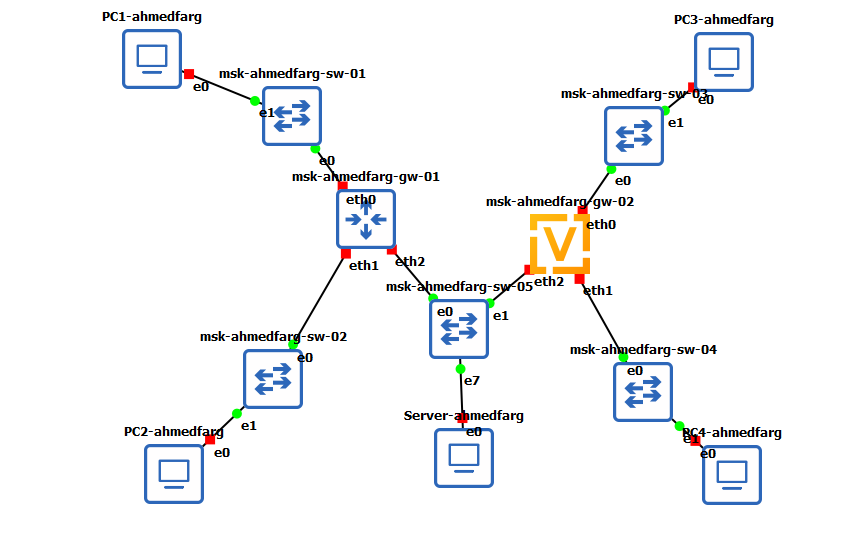 PC1-ahmedfarg
e0
msk-ahmedfarg-sw-01
e1
e0
msk-ahmedfarg-gw-01
eth0
eth1
eth2
msk-ahmedfarg-sw-02
e0
e1
PC2-ahmedfarg
e0
msk-ahmedfarg-sw-05
e0
e1
e7
Server-ahmedfarg
e0
PC3-ahmedfarg
e0
msk-ahmedfarg-sw-03
e1
e0
msk-ahmedfarg-gw-02
eth0
V
eth2
eth1
msk-ahmedfarg-sw-04
e0
e1
PC4-ahmedfarg
e0